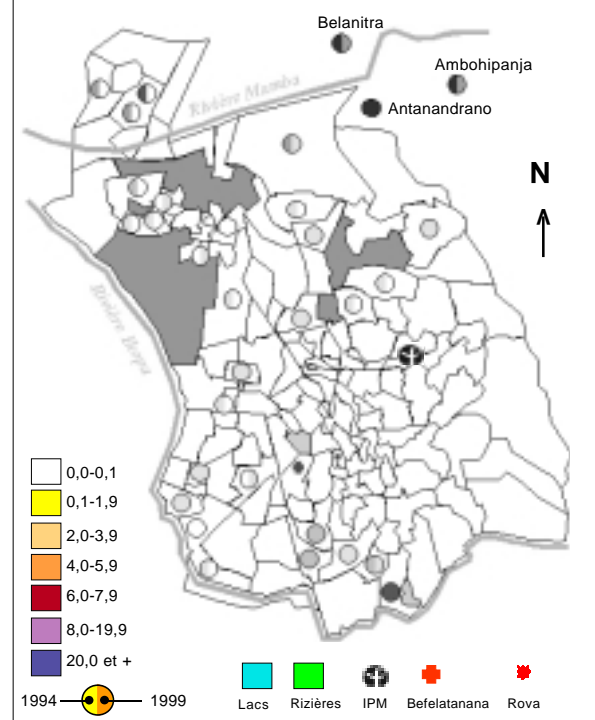 Belanitra
Ambohipanja
Rivière Mamba
Antanandrano
N
Rivière Ikopa
0,0-0,1
0,1-1,9
2,0-3,9
4,0-5,9
6,0-7,9
8,0-19,9
20,0 et +
1994 1999
Lacs Rizières IPM Befelatanana Rova